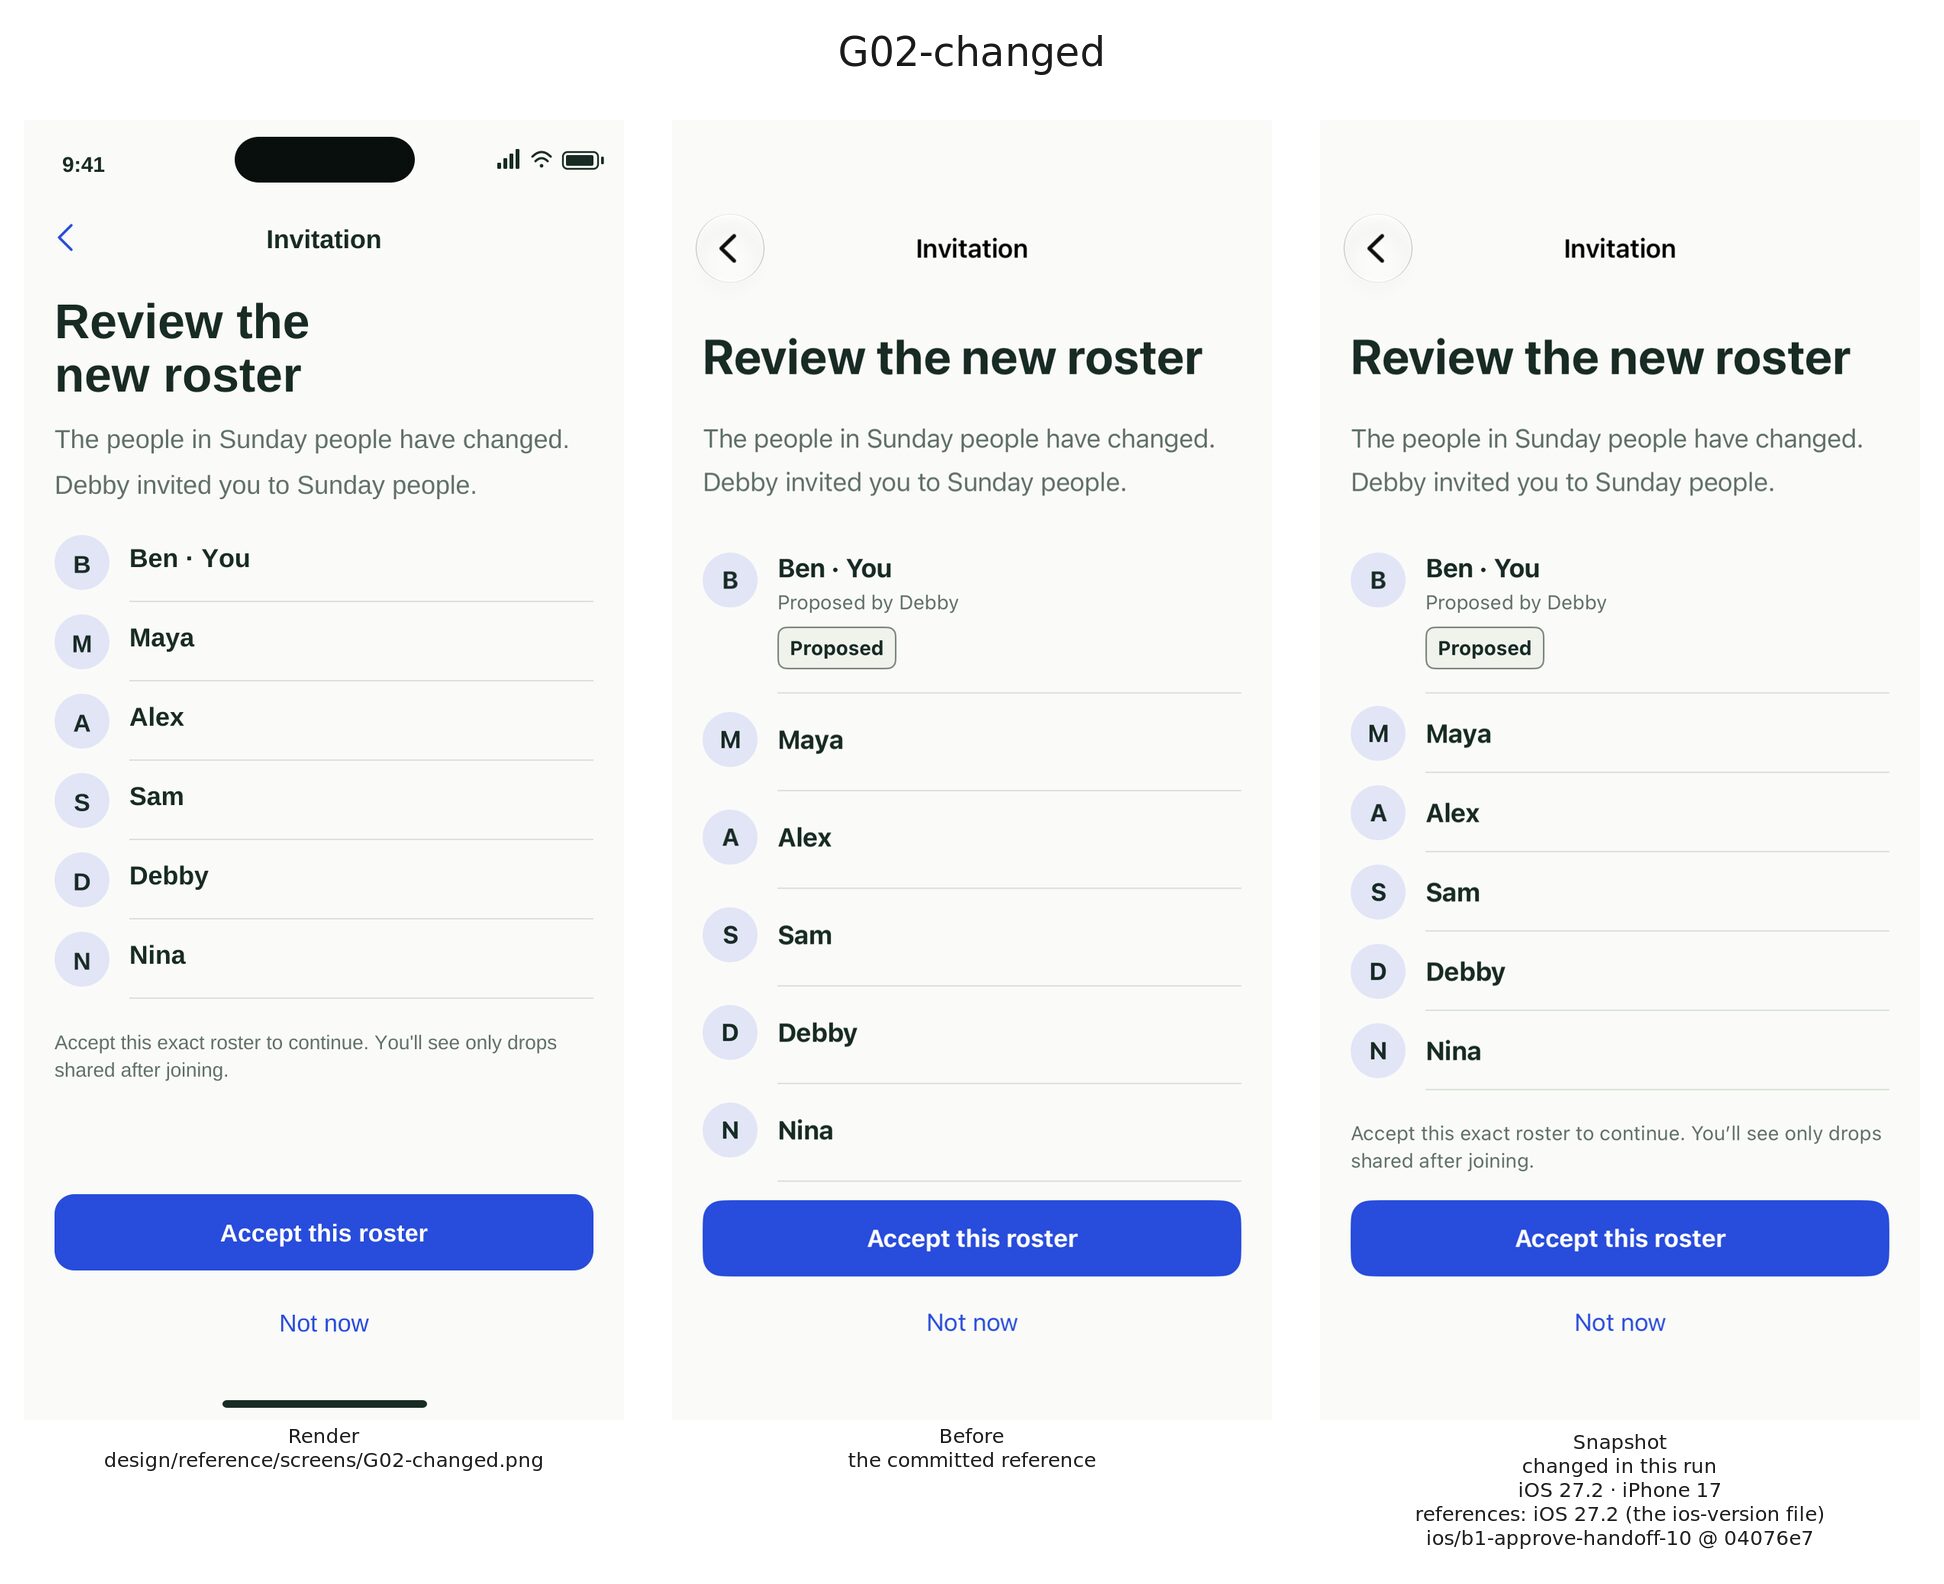 G02-changed
9:41
Invitation
Review the
new roster
The people in Sunday people have changed.
Debby invited you to Sunday people.
B
Ben · You
M
Maya
A
Alex
S
Sam
D
Debby
N
Nina
Accept this exact roster to continue. You'll see only drops
shared after joining.
Accept this roster
Not now
Render
design/reference/screens/G02-changed.png
Invitation
Review the new roster
The people in Sunday people have changed.
Debby invited you to Sunday people.
B
Ben · You
Proposed by Debby
Proposed
M
Maya
A
Alex
S
Sam
D
Debby
N
Nina
Accept this roster
Not now
Before
the committed reference
Invitation
Review the new roster
The people in Sunday people have changed.
Debby invited you to Sunday people.
B
Ben · You
Proposed by Debby
Proposed
M
Maya
A
Alex
S
Sam
D
Debby
N
Nina
Accept this exact roster to continue. You’ll see only drops
shared after joining.
Accept this roster
Not now
Snapshot
changed in this run
iOS 27.2 · iPhone 17
references: iOS 27.2 (the ios-version file)
ios/b1-approve-handoff-10 @ 04076e7